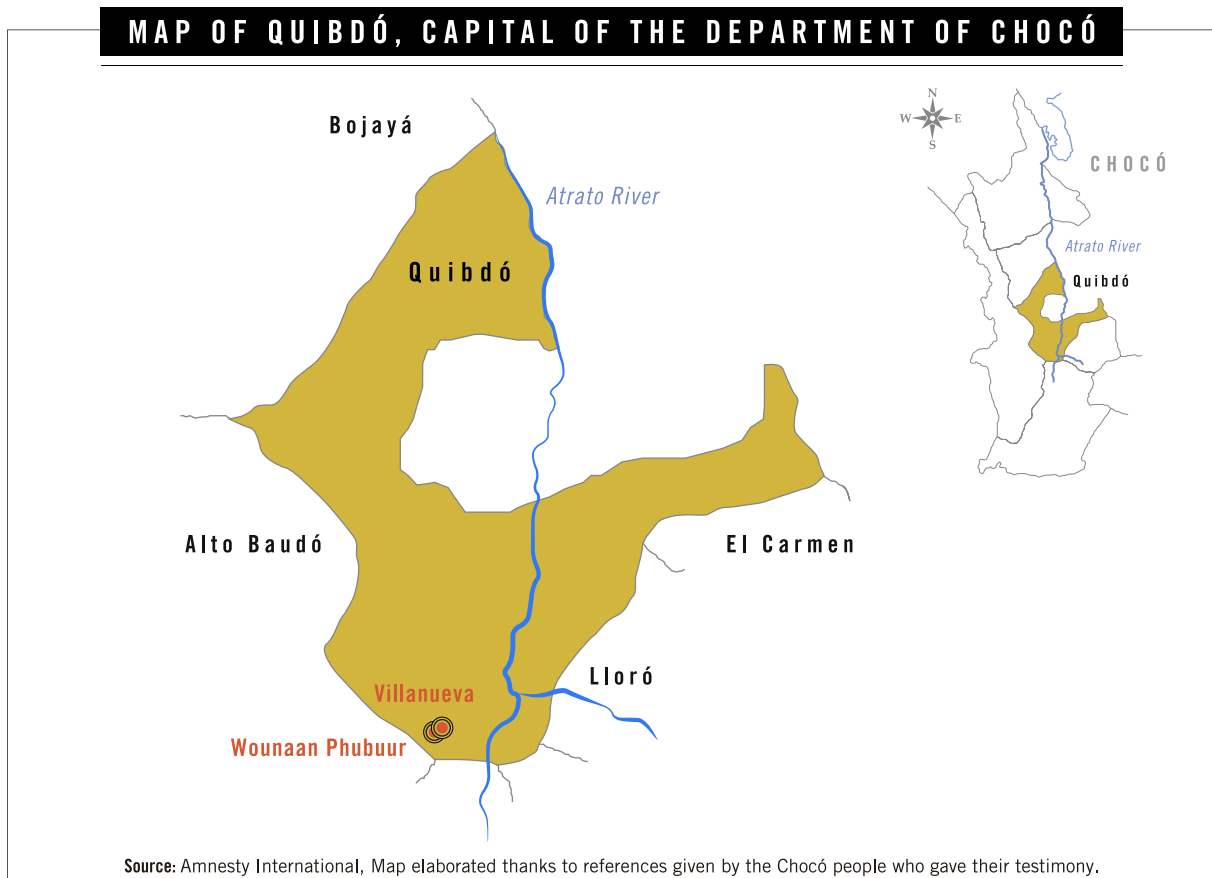 MAP OF QUIBDÓ, CAPITAL OF THE DEPARTMENT OF CHOCÓ
Bojayá
Atrato River
Quibdó
N
W
E
S
CHOCÓ
Atrato River
Quibdó
Alto Baudó
El Carmen
Lloró
Villanueva
Wounaan Phubuur
Source: Amnesty International, Map elaborated thanks to references given by the Chocó people who gave their testimony.